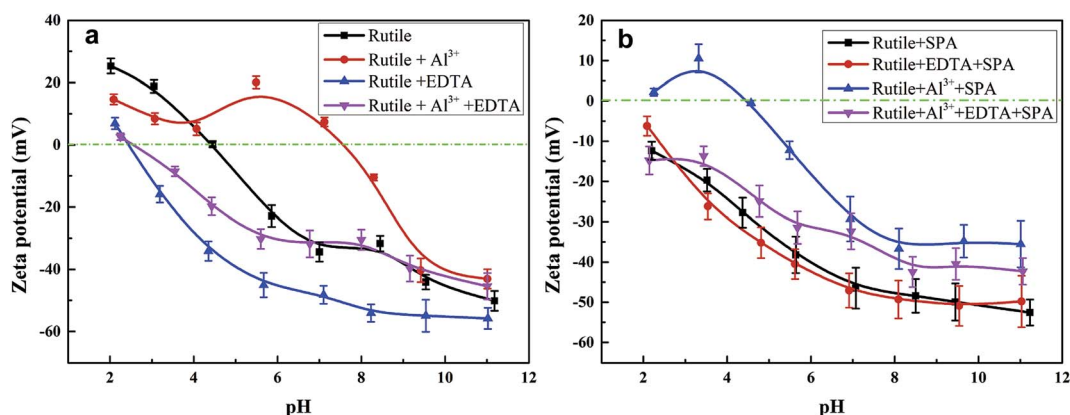 a
Rutile
Rutile + Al³⁺
Rutile +EDTA
Rutile + Al³⁺ +EDTA
40
20
0
-20
-40
-60
Zeta potential (mV)
0 2 4 6 8 10 12
pH
b
Rutile+SPA
Rutile+EDTA+SPA
Rutile+Al³⁺+SPA
Rutile+Al³⁺+EDTA+SPA
20
10
0
-10
-20
-30
-40
-50
-60
Zeta potential (mV)
2 4 6 8 10 12
pH